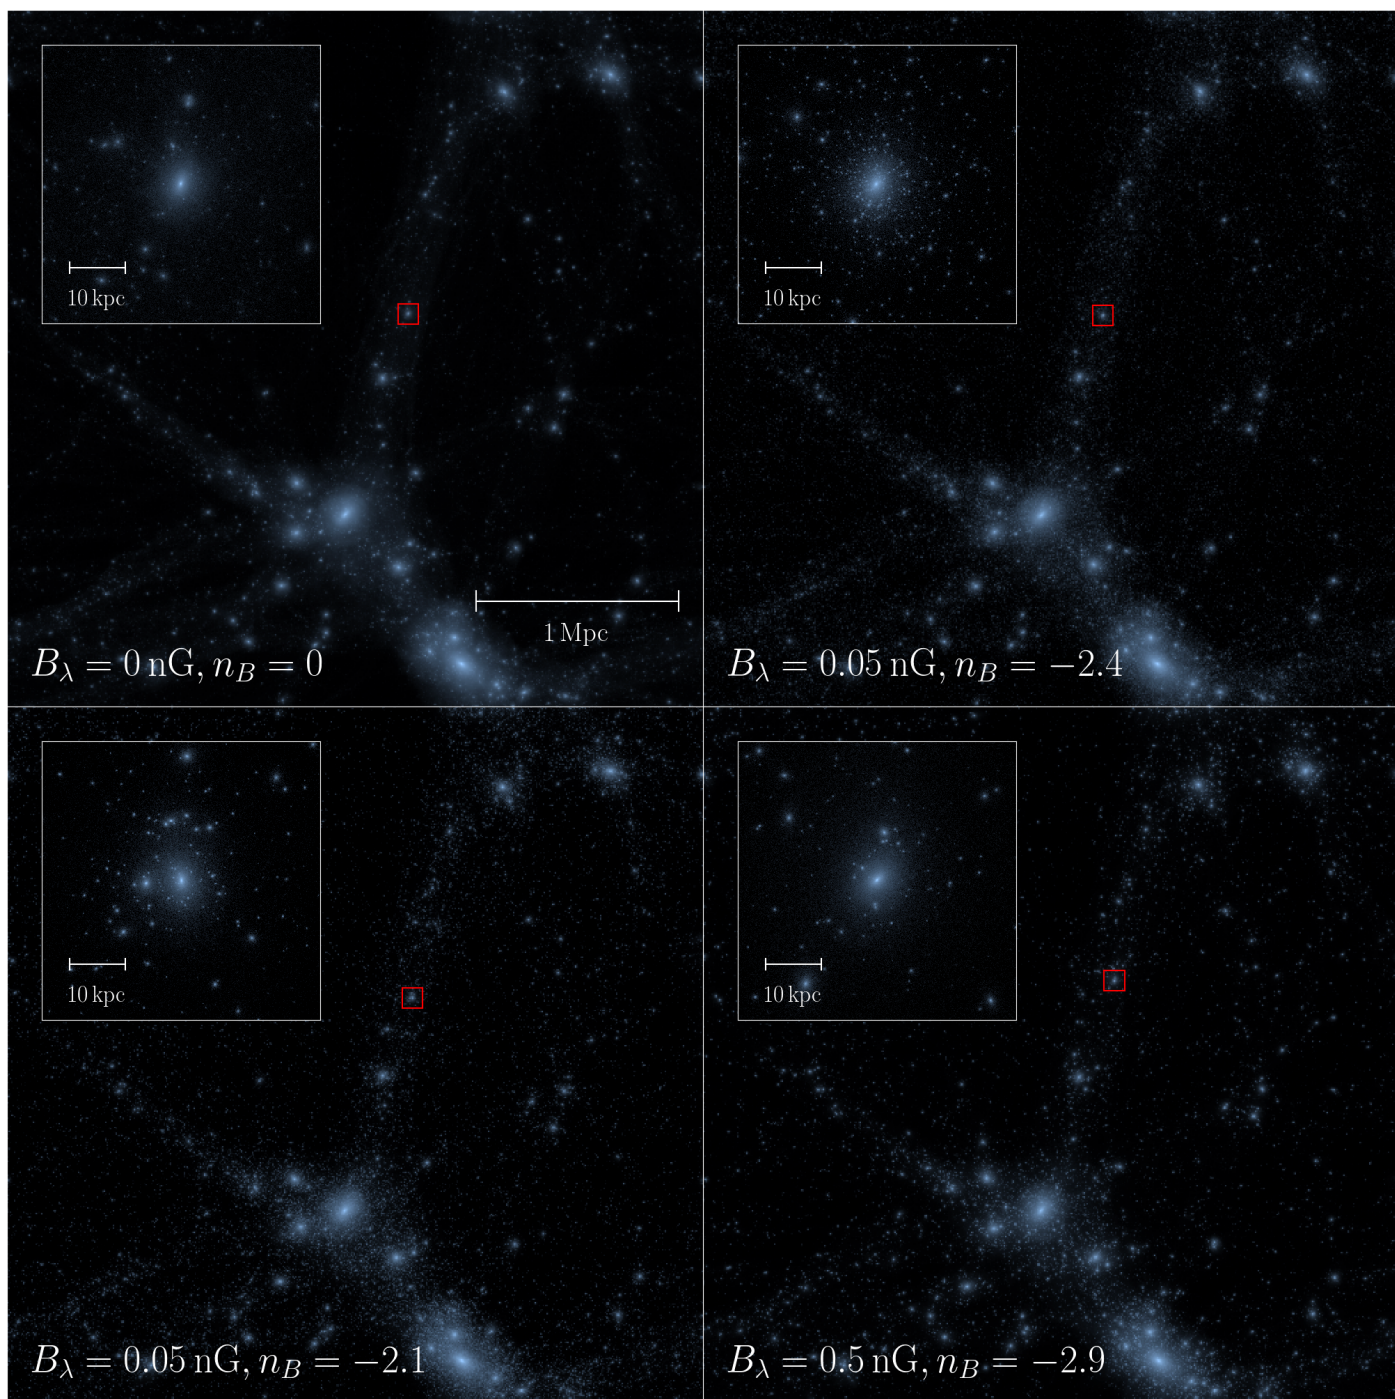 10 kpc
1 Mpc
B_λ = 0 nG, n_B = 0
10 kpc
B_λ = 0.05 nG, n_B = −2.4
10 kpc
B_λ = 0.05 nG, n_B = −2.1
10 kpc
B_λ = 0.5 nG, n_B = −2.9